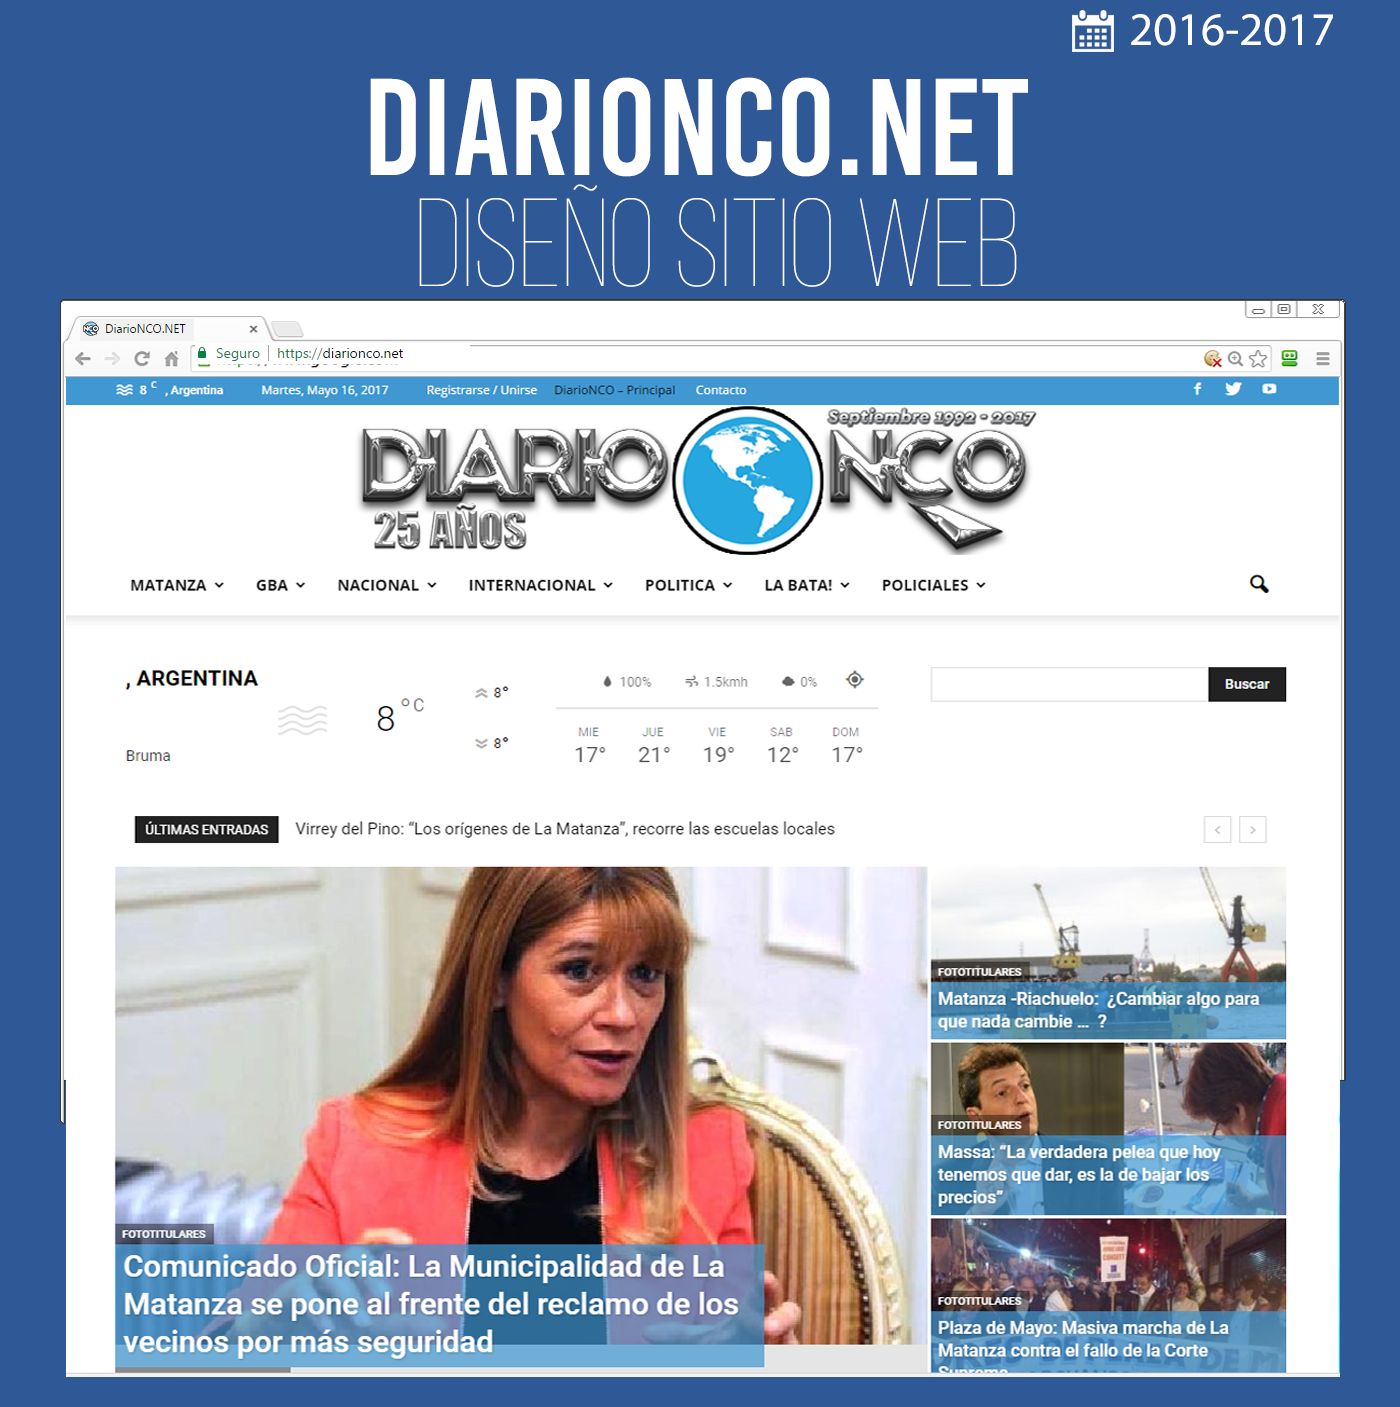 2016-2017
DIARIONCO.NET
DISEÑO SITIO WEB
DiarioNCO.NET
Seguro https://diarionco.net
8 C , Argentina Martes, Mayo 16, 2017 Registrarse / Unirse DiarioNCO – Principal Contacto
Septiembre 1992 - 2017
DIARIO NCO
25 AÑOS
MATANZA GBA NACIONAL INTERNACIONAL POLITICA LA BATA! POLICIALES
, ARGENTINA
8 °C
8°
8°
Bruma
100% 1.5kmh 0%
MIE JUE VIE SAB DOM
17° 21° 19° 12° 17°
Buscar
ÚLTIMAS ENTRADAS Virrey del Pino: “Los orígenes de La Matanza”, recorre las escuelas locales
FOTOTITULARES
Comunicado Oficial: La Municipalidad de La
Matanza se pone al frente del reclamo de los
vecinos por más seguridad
FOTOTITULARES
Matanza -Riachuelo: ¿Cambiar algo para
que nada cambie ... ?
FOTOTITULARES
Massa: “La verdadera pelea que hoy
tenemos que dar, es la de bajar los
precios”
FOTOTITULARES
Plaza de Mayo: Masiva marcha de La
Matanza contra el fallo de la Corte
Suprema